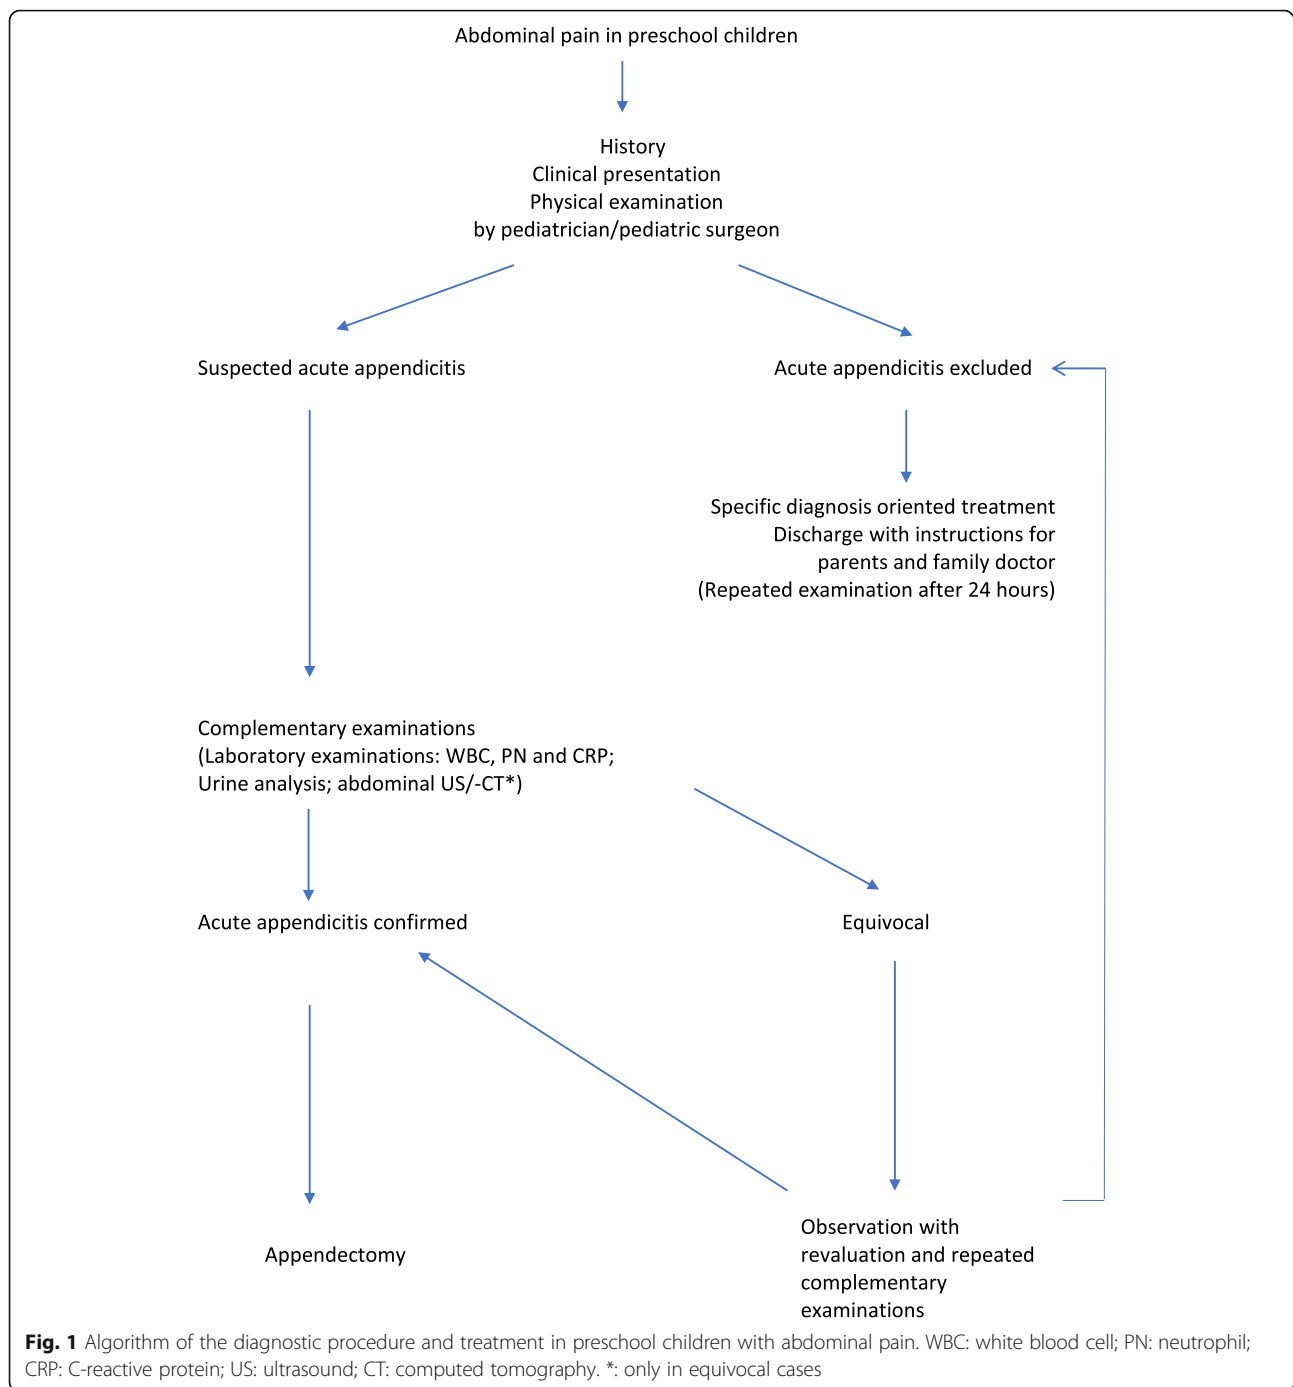 Abdominal pain in preschool children
History
Clinical presentation
Physical examination
by pediatrician/pediatric surgeon
Suspected acute appendicitis
Acute appendicitis excluded
Specific diagnosis oriented treatment
Discharge with instructions for
parents and family doctor
(Repeated examination after 24 hours)
Complementary examinations
(Laboratory examinations: WBC, PN and CRP;
Urine analysis; abdominal US/-CT*)
Acute appendicitis confirmed
Equivocal
Appendectomy
Observation with
revaluation and repeated
complementary
examinations
Fig. 1 Algorithm of the diagnostic procedure and treatment in preschool children with abdominal pain. WBC: white blood cell; PN: neutrophil;
CRP: C-reactive protein; US: ultrasound; CT: computed tomography. *: only in equivocal cases